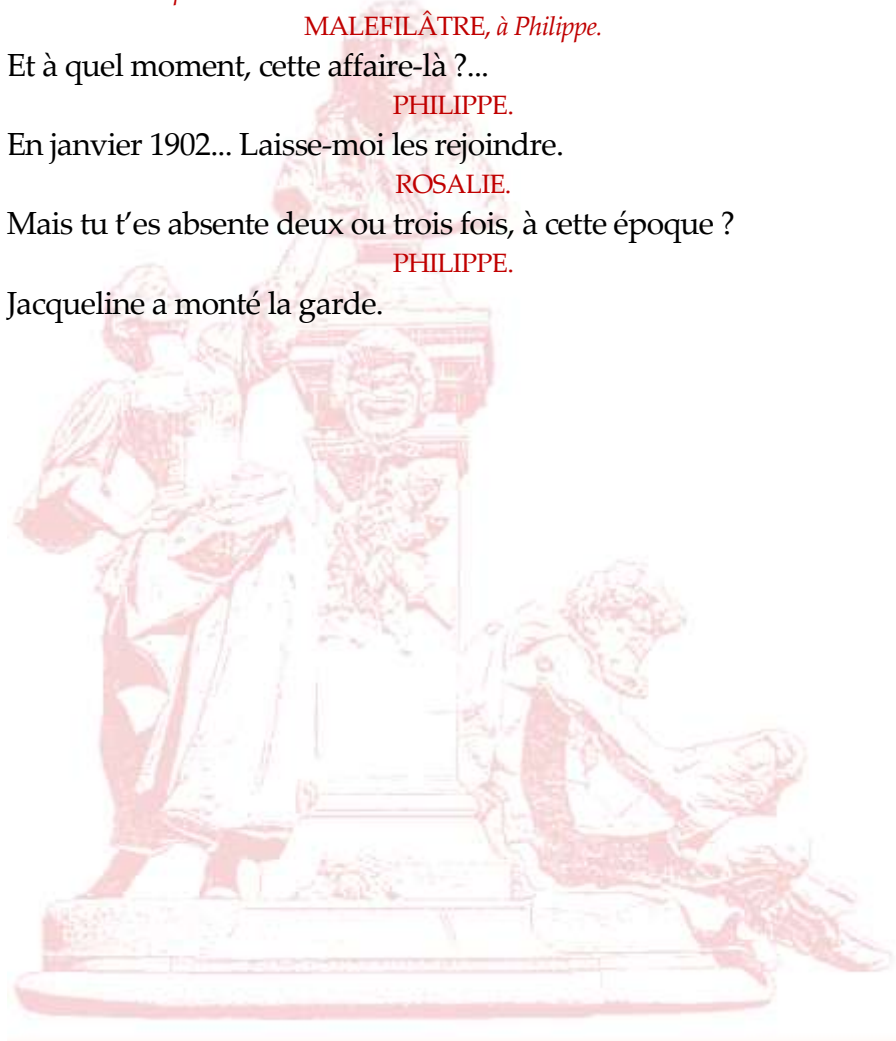 MALEFILÂTRE, à Philippe.
Et à quel moment, cette affaire-là ?...
PHILIPPE.
En janvier 1902... Laisse-moi les rejoindre.
ROSALIE.
Mais tu t'es absente deux ou trois fois, à cette époque ?
PHILIPPE.
Jacqueline a monté la garde.